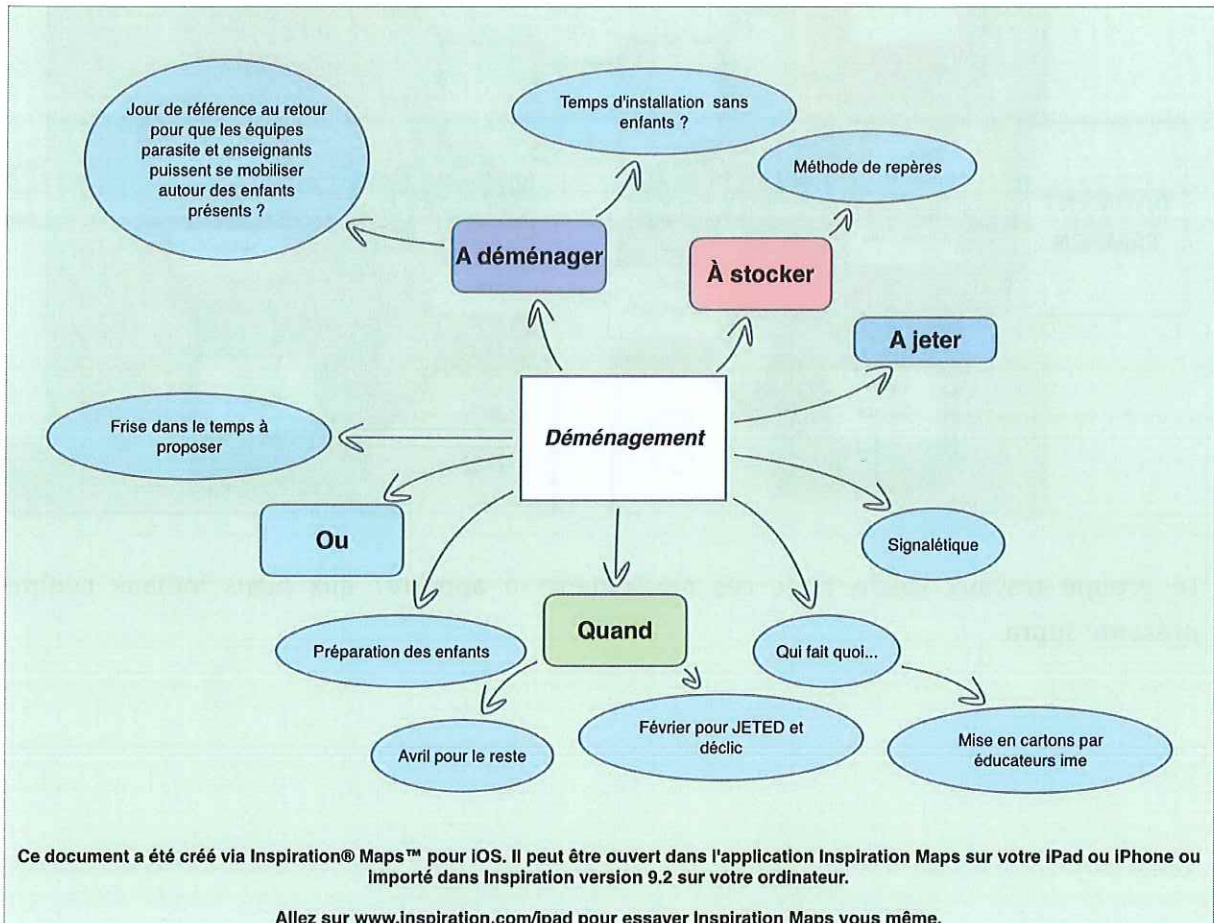 Jour de référence au retour
pour que les équipes
parasite et enseignants
puissent se mobiliser
autour des enfants
présents ?
Temps d'installation sans
enfants ?
Méthode de repères
A déménager
À stocker
A jeter
Frise dans le temps à
proposer
Déménagement
Ou
Signalétique
Quand
Préparation des enfants
Qui fait quoi...
Avril pour le reste
Février pour JETED et
déclic
Mise en cartons par
éducateurs ime
Ce document a été créé via Inspiration® Maps™ pour iOS. Il peut être ouvert dans l'application Inspiration Maps sur votre iPad ou iPhone ou
importé dans Inspiration version 9.2 sur votre ordinateur.
Allez sur www.inspiration.com/ipad pour essayer Inspiration Maps vous même.